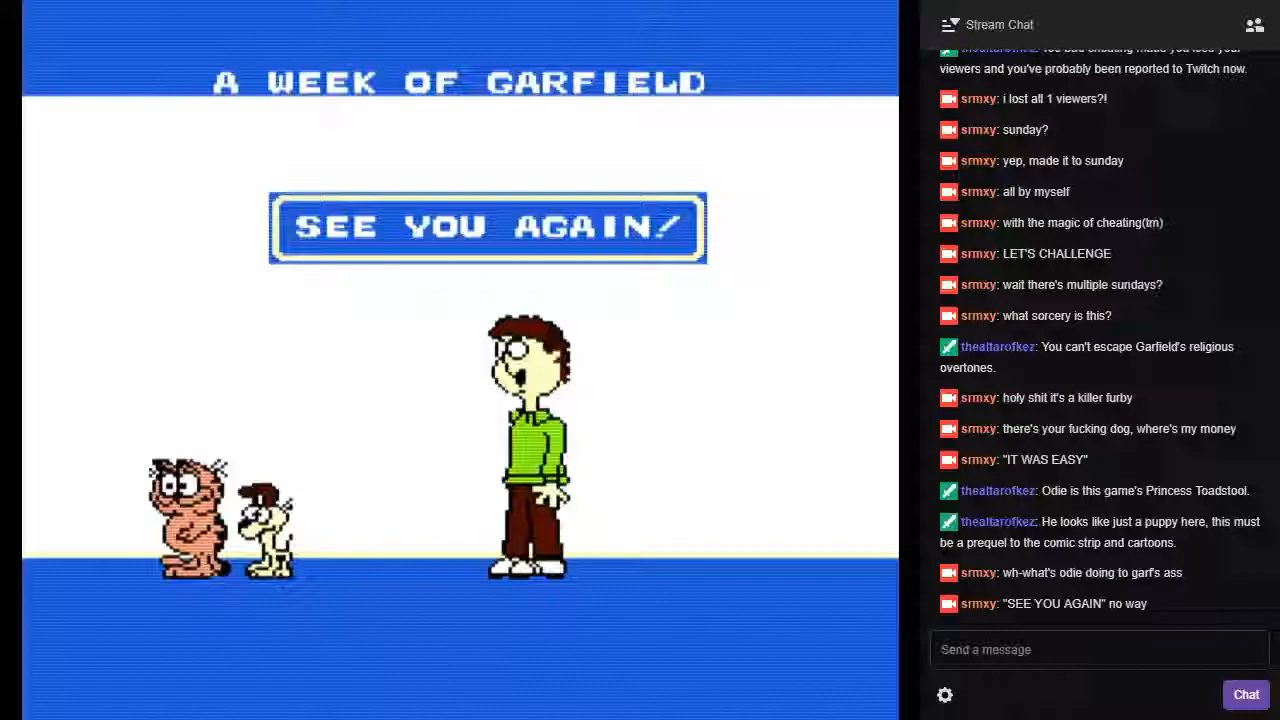 A WEEK OF GARFIELD
SEE YOU AGAIN!
Stream Chat
viewers and you've probably been reported to Twitch now.
srmxy: i lost all 1 viewers?!
srmxy: sunday?
srmxy: yep, made it to sunday
srmxy: all by myself
srmxy: with the magic of cheating(tm)
srmxy: LET'S CHALLENGE
srmxy: wait there's multiple sundays?
srmxy: what sorcery is this?
thealtarofkez: You can't escape Garfield's religious
overtones.
srmxy: holy shit it's a killer furby
srmxy: there's your fucking dog, where's my money
srmxy: "IT WAS EASY"
thealtarofkez: Odie is this game's Princess Toadstool.
thealtarofkez: He looks like just a puppy here, this must
be a prequel to the comic strip and cartoons.
srmxy: wh-what's odie doing to garf's ass
srmxy: "SEE YOU AGAIN" no way
Send a message
Chat